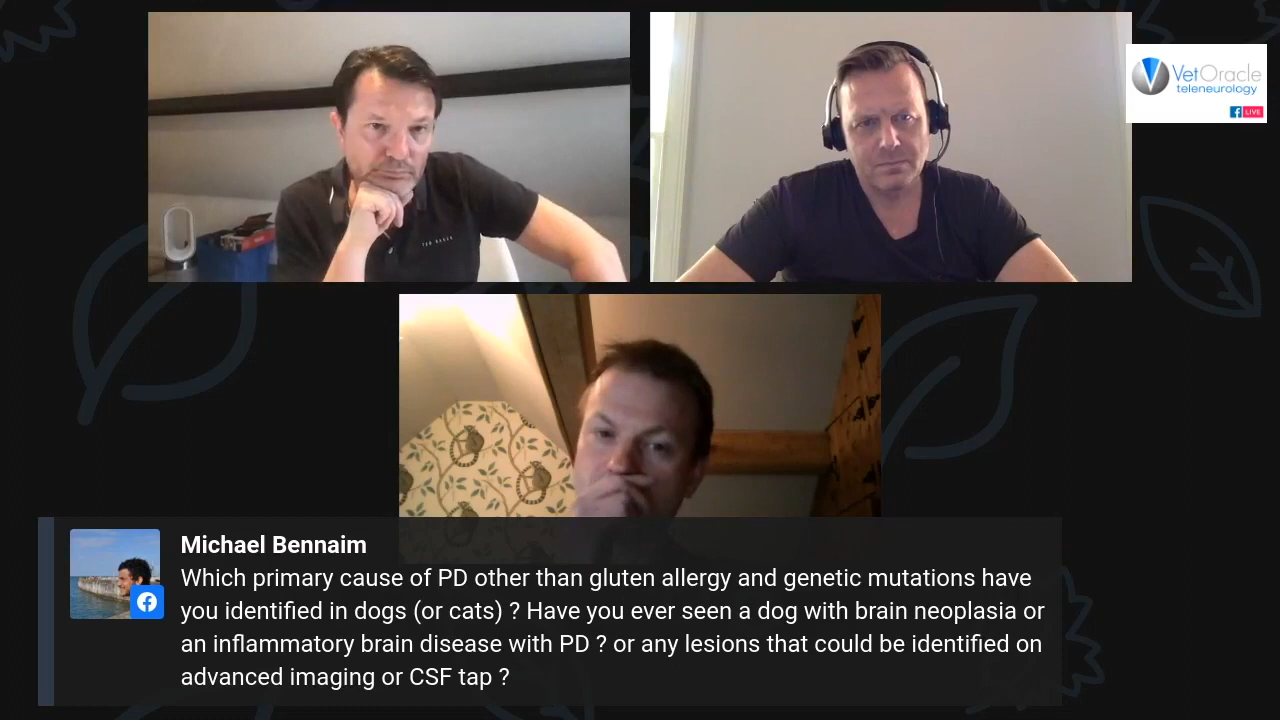 VetOracle
teleneurology
LIVE
TED BAKER
Michael Bennaim
Which primary cause of PD other than gluten allergy and genetic mutations have
you identified in dogs (or cats) ? Have you ever seen a dog with brain neoplasia or
an inflammatory brain disease with PD ? or any lesions that could be identified on
advanced imaging or CSF tap ?